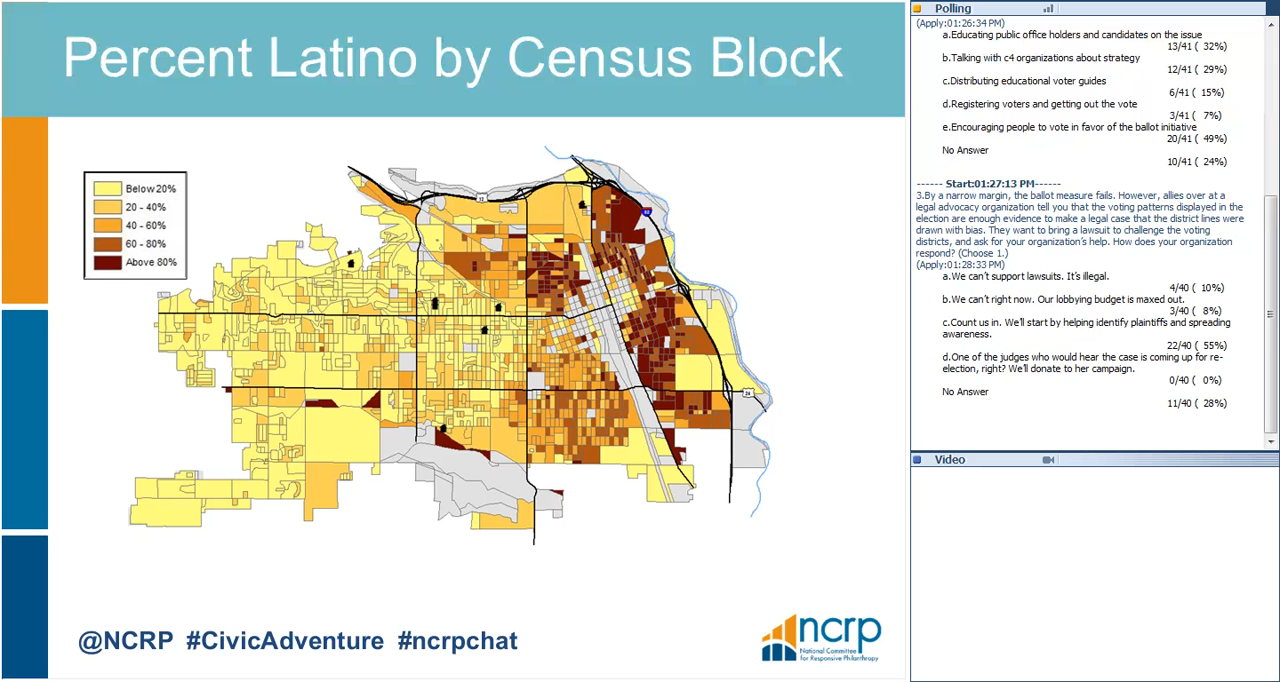 Percent Latino by Census Block
Below 20%
20 - 40%
40 - 60%
60 - 80%
Above 80%
12
82
24
@NCRP #CivicAdventure #ncrpchat
ncrp
National Committee
for Responsive Philanthropy
Polling
(Apply:01:26:34 PM)
a.Educating public office holders and candidates on the issue
13/41 ( 32%)
b.Talking with c4 organizations about strategy
12/41 ( 29%)
c.Distributing educational voter guides
6/41 ( 15%)
d.Registering voters and getting out the vote
3/41 ( 7%)
e.Encouraging people to vote in favor of the ballot initiative
20/41 ( 49%)
No Answer
10/41 ( 24%)
------ Start:01:27:13 PM------
3.By a narrow margin, the ballot measure fails. However, allies over at a
legal advocacy organization tell you that the voting patterns displayed in the
election are enough evidence to make a legal case that the district lines were
drawn with bias. They want to bring a lawsuit to challenge the voting
districts, and ask for your organization's help. How does your organization
respond? (Choose 1.)
(Apply:01:28:33 PM)
a.We can't support lawsuits. It's illegal.
4/40 ( 10%)
b.We can't right now. Our lobbying budget is maxed out.
3/40 ( 8%)
c.Count us in. We'll start by helping identify plaintiffs and spreading
awareness.
22/40 ( 55%)
d.One of the judges who would hear the case is coming up for re-
election, right? We'll donate to her campaign.
0/40 ( 0%)
No Answer
11/40 ( 28%)
Video